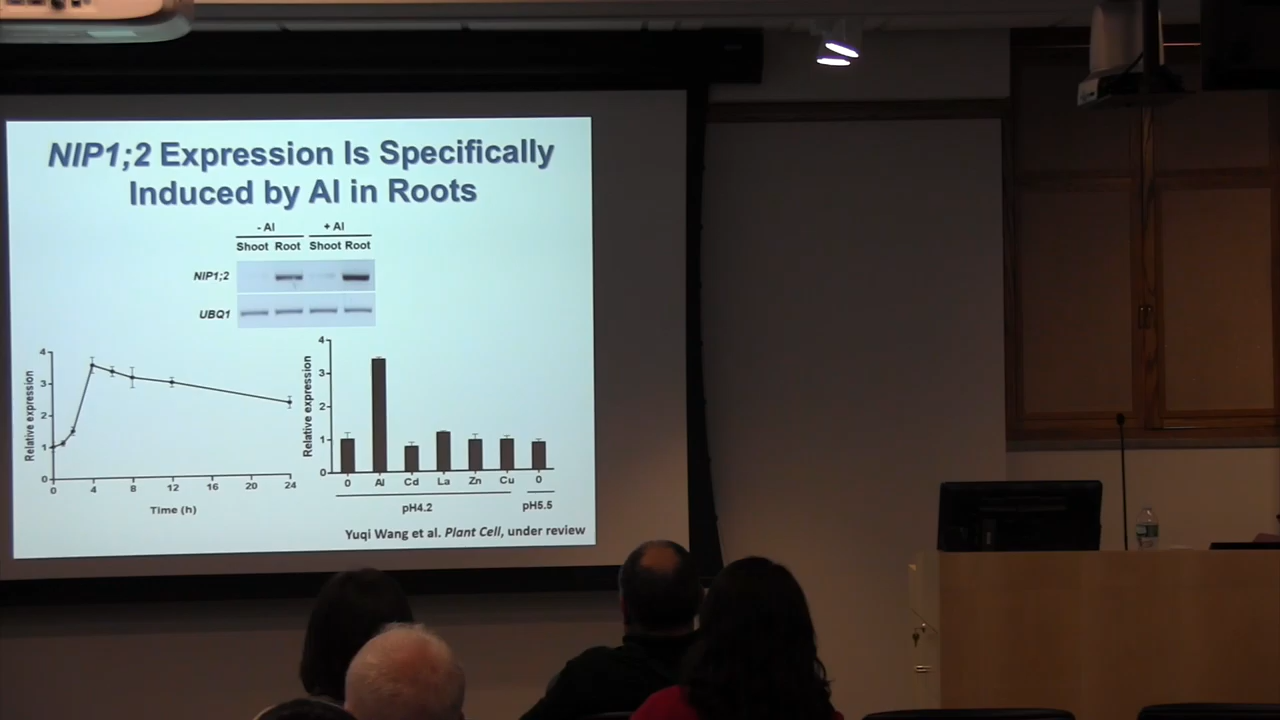 NIP1;2 Expression Is Specifically
Induced by Al in Roots
- Al + Al
Shoot Root Shoot Root
NIP1;2
UBQ1
Relative expression
4
3
2
1
0
0 4 8 12 16 20 24
Time (h)
Relative expression
4
3
2
1
0
0 Al Cd La Zn Cu 0
pH4.2 pH5.5
Yuqi Wang et al. Plant Cell, under review